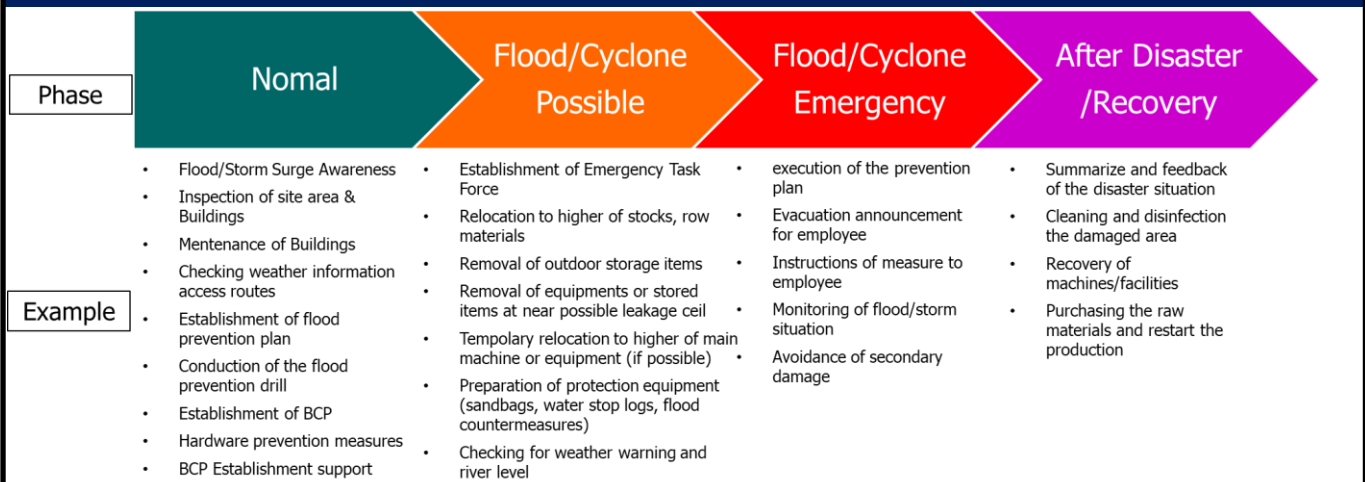 Phase
Nomal
Flood/Cyclone
Possible
Flood/Cyclone
Emergency
After Disaster
/Recovery
Example
• Flood/Storm Surge Awareness
• Inspection of site area &
Buildings
• Mentenance of Buildings
• Checking weather information
access routes
• Establishment of flood
prevention plan
• Conduction of the flood
prevention drill
• Establishment of BCP
• Hardware prevention measures
• BCP Establishment support
• Establishment of Emergency Task
Force
• Relocation to higher of stocks, row
materials
• Removal of outdoor storage items
• Removal of equipments or stored
items at near possible leakage ceil
• Tempolary relocation to higher of main
machine or equipment (if possible)
• Preparation of protection equipment
(sandbags, water stop logs, flood
countermeasures)
• Checking for weather warning and
river level
• execution of the prevention
plan
• Evacuation announcement
for employee
• Instructions of measure to
employee
• Monitoring of flood/storm
situation
• Avoidance of secondary
damage
• Summarize and feedback
of the disaster situation
• Cleaning and disinfection
the damaged area
• Recovery of
machines/facilities
• Purchasing the raw
materials and restart the
production